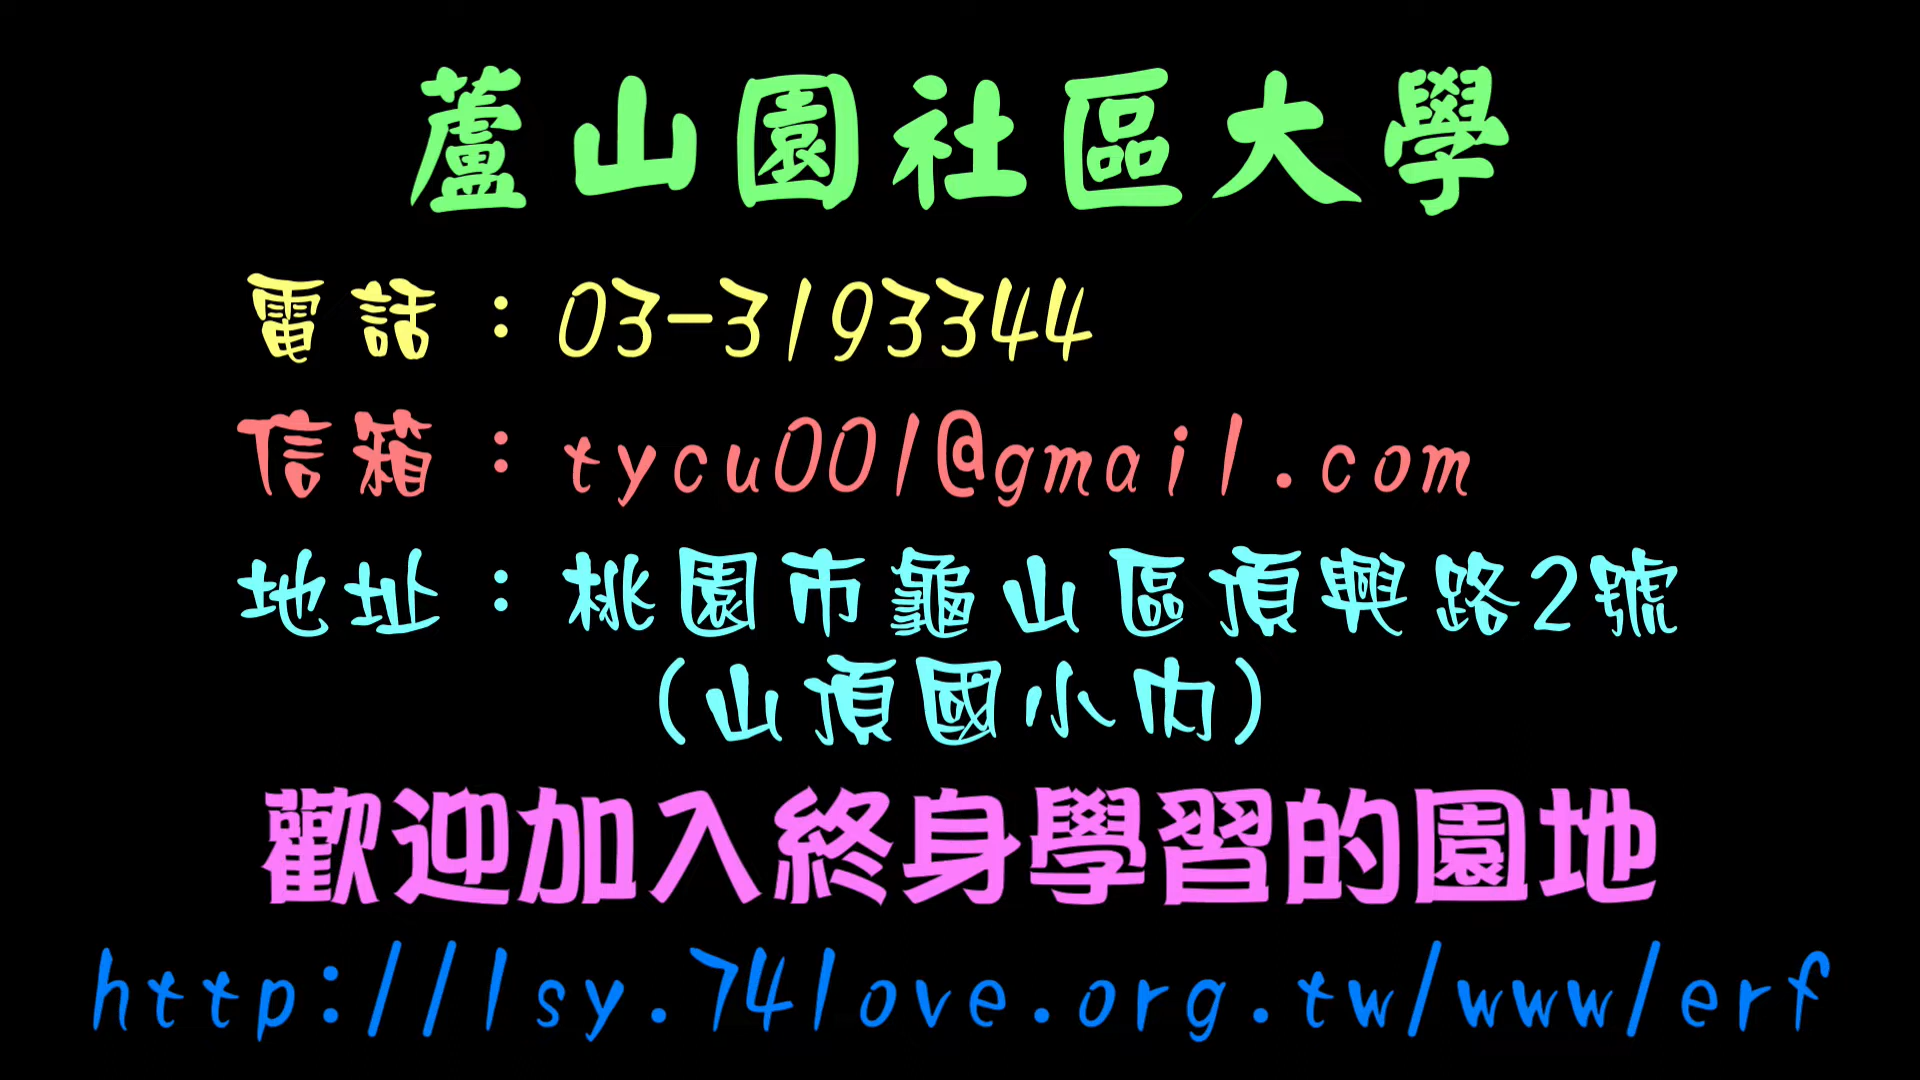 蘆山園社區大學
電話：03-3193344
信箱：tycu001@gmail.com
地址：桃園市龜山區頂興路2號
(山頂國小內)
歡迎加入終身學習的園地
http://lsy.74love.org.tw/www/erf